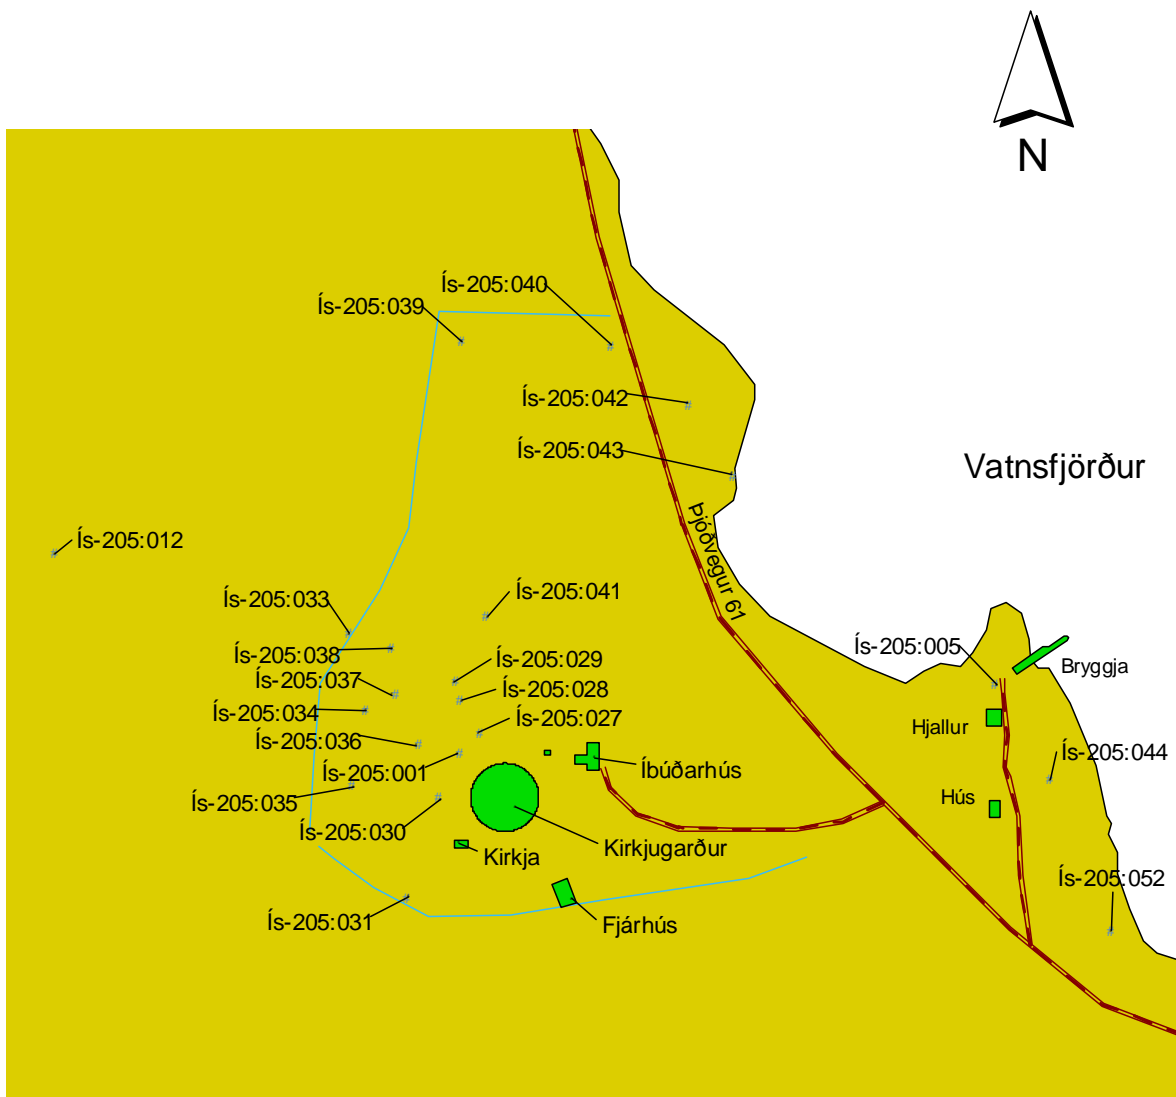 N
Ís-205:040
Ís-205:039
Ís-205:042
Ís-205:043
Vatnsfjörður
Þjóðvegur 61
Ís-205:012
Ís-205:041
Ís-205:033
Ís-205:005
Ís-205:038
Ís-205:029
Bryggja
Ís-205:037
Ís-205:028
Ís-205:034
Ís-205:027
Hjallur
Ís-205:036
Ís-205:044
Ís-205:001
Íbúðarhús
Ís-205:035
Hús
Ís-205:030
Kirkja
Kirkjugarður
Ís-205:052
Ís-205:031
Fjárhús